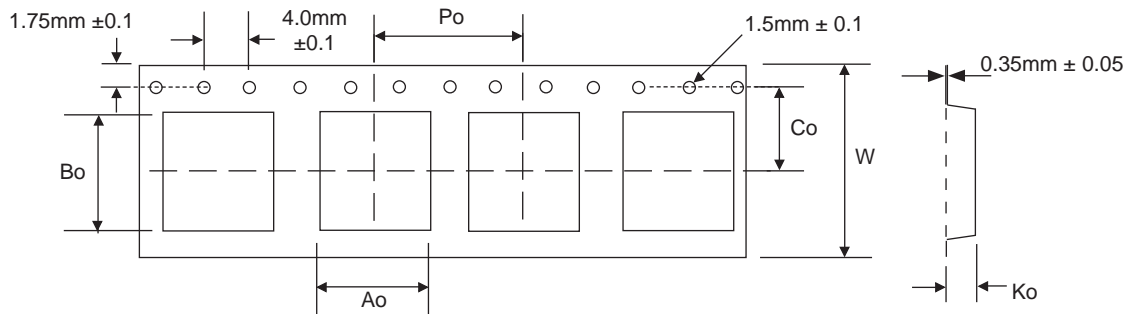 1.75mm ±0.1
4.0mm
±0.1
Po
1.5mm ± 0.1
0.35mm ± 0.05
Co
W
Bo
Ao
Ko